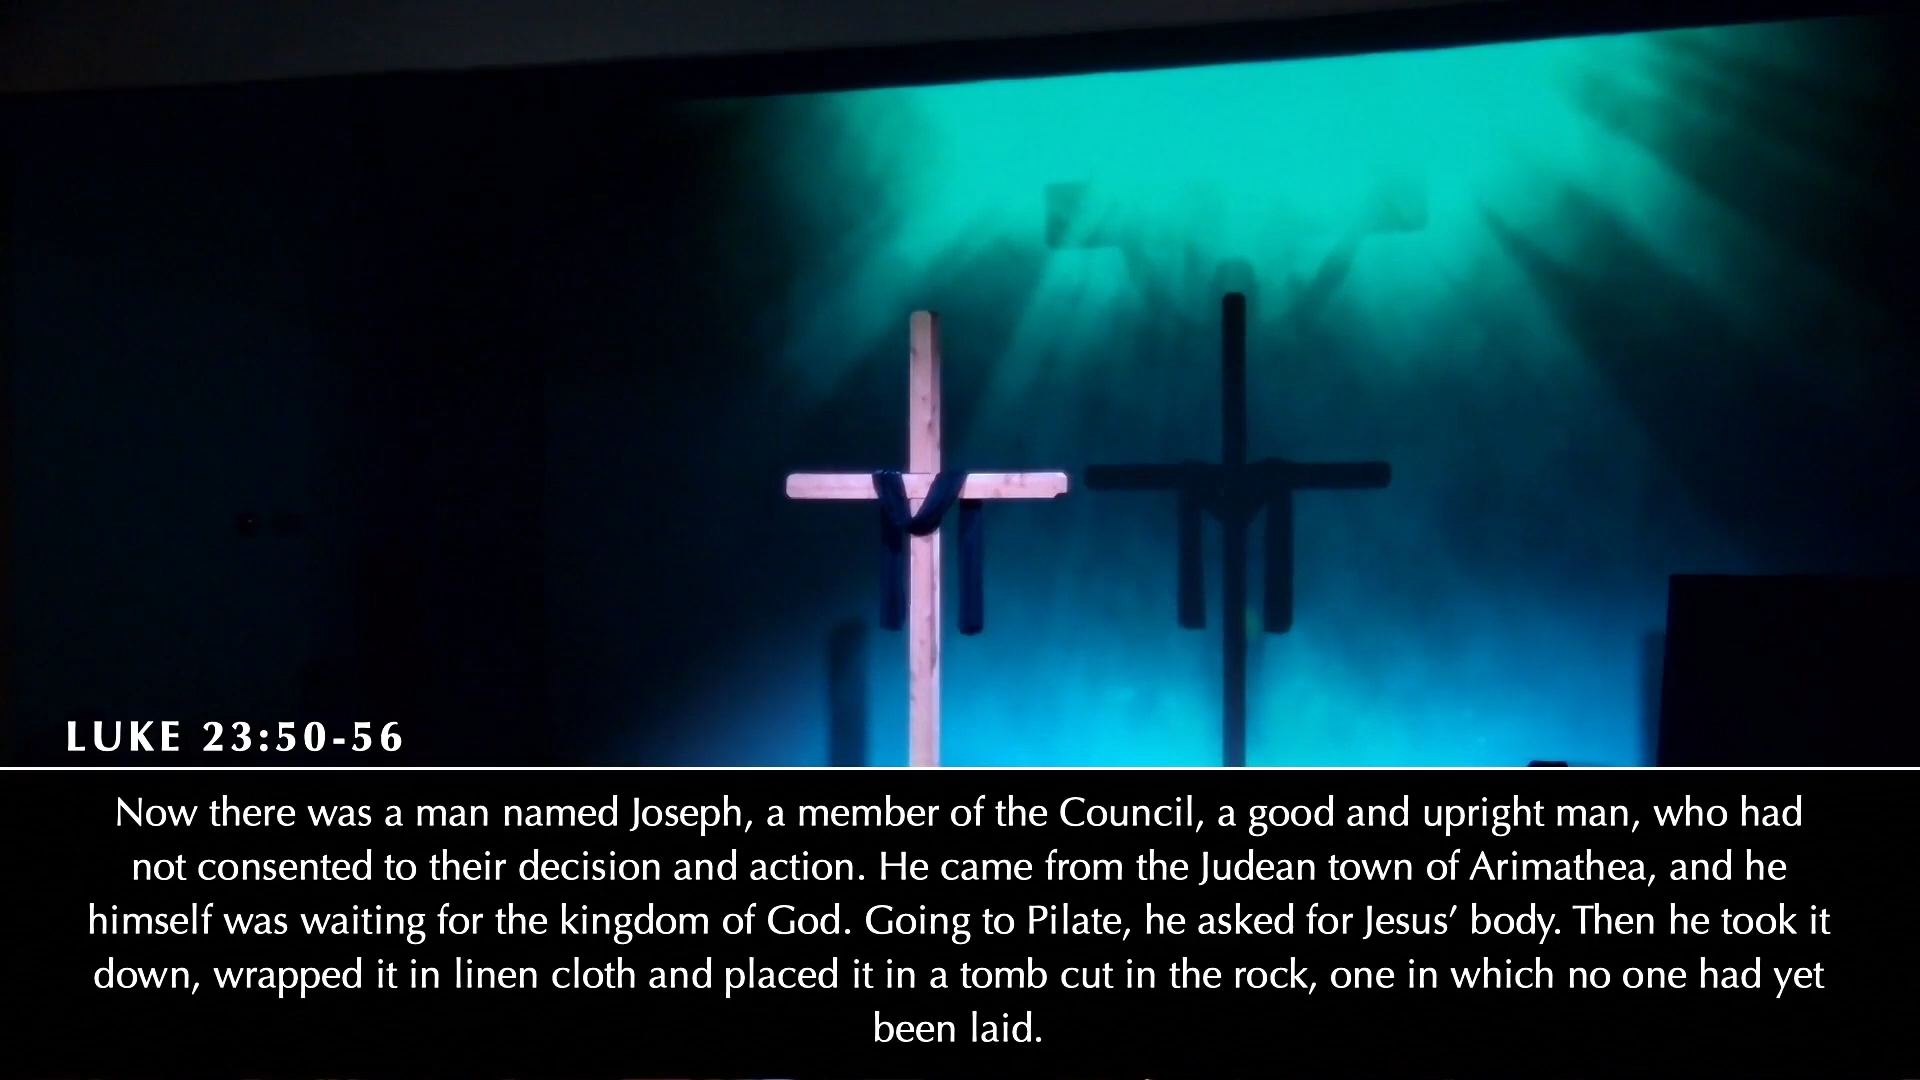 LUKE 23:50-56
Now there was a man named Joseph, a member of the Council, a good and upright man, who had
not consented to their decision and action. He came from the Judean town of Arimathea, and he
himself was waiting for the kingdom of God. Going to Pilate, he asked for Jesus’ body. Then he took it
down, wrapped it in linen cloth and placed it in a tomb cut in the rock, one in which no one had yet
been laid.